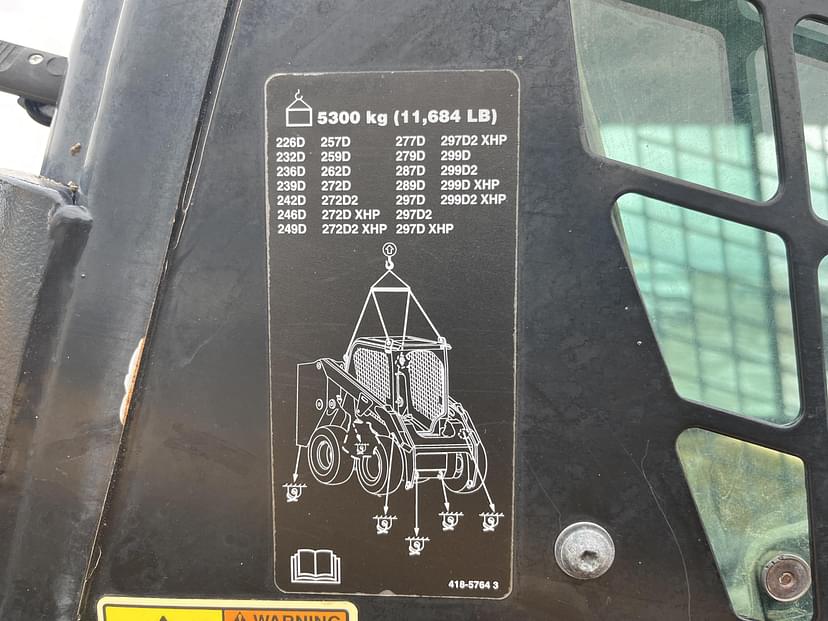 5300 kg (11,684 LB)
226D 257D 277D 297D2 XHP
232D 259D 279D 299D
236D 262D 287D 299D2
239D 272D 289D 299D XHP
242D 272D2 297D 299D2 XHP
246D 272D XHP 297D2
249D 272D2 XHP 297D XHP
418-5764 3
WARNING